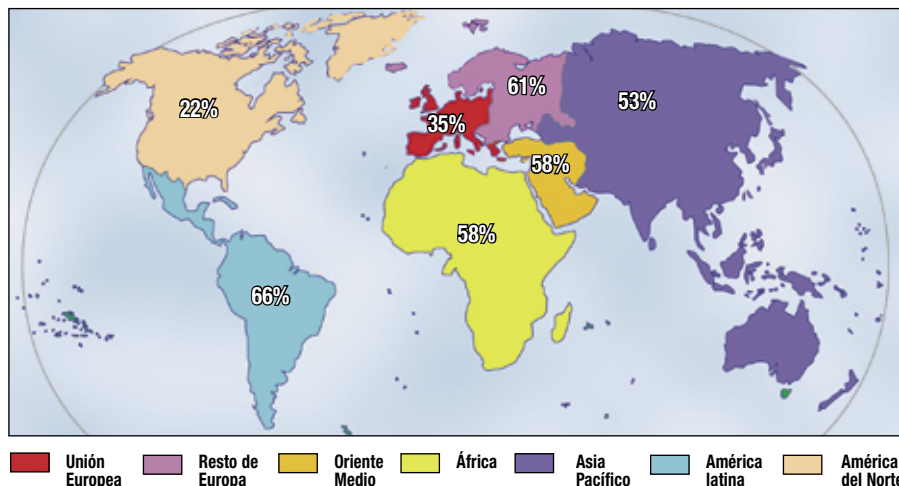 22%
61%
53%
35%
58%
58%
66%
Unión
Europea
Resto de
Europa
Oriente
Medio
África
Asia
Pacífico
América
latina
América
del Norte